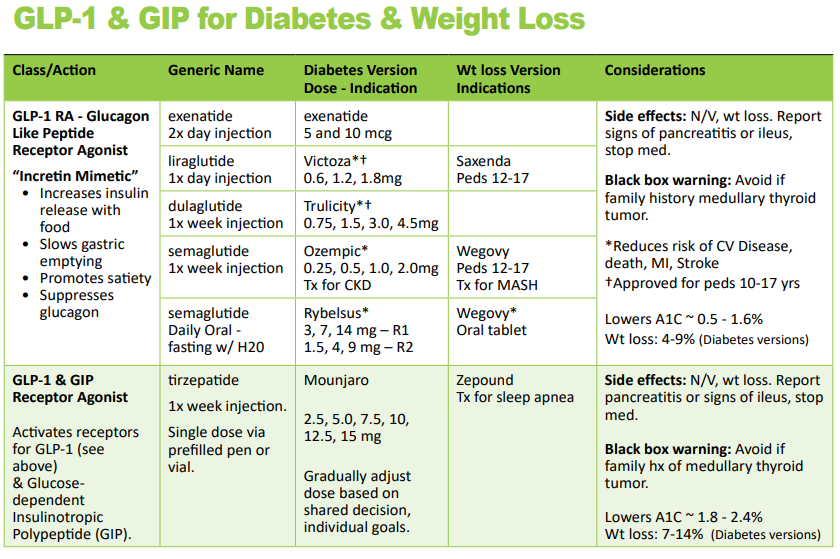 GLP-1 & GIP for Diabetes & Weight Loss
Class/Action
Generic Name
Diabetes Version
Dose - Indication
Wt loss Version
Indications
Considerations
GLP-1 RA - Glucagon
Like Peptide
Receptor Agonist
“Incretin Mimetic”
• Increases insulin
release with
food
• Slows gastric
emptying
• Promotes satiety
• Suppresses
glucagon
exenatide
2x day injection
exenatide
5 and 10 mcg
liraglutide
1x day injection
Victoza*†
0.6, 1.2, 1.8mg
Saxenda
Peds 12-17
dulaglutide
1x week injection
Trulicity*†
0.75, 1.5, 3.0, 4.5mg
semaglutide
1x week injection
Ozempic*
0.25, 0.5, 1.0, 2.0mg
Tx for CKD
Wegovy
Peds 12-17
Tx for MASH
semaglutide
Daily Oral -
fasting w/ H20
Rybelsus*
3, 7, 14 mg – R1
1.5, 4, 9 mg – R2
Wegovy*
Oral tablet
Side effects: N/V, wt loss. Report
signs of pancreatitis or ileus,
stop med.
Black box warning: Avoid if
family history medullary thyroid
tumor.
*Reduces risk of CV Disease,
death, MI, Stroke
†Approved for peds 10-17 yrs
Lowers A1C ~ 0.5 - 1.6%
Wt loss: 4-9% (Diabetes versions)
GLP-1 & GIP
Receptor Agonist
Activates receptors
for GLP-1 (see
above)
& Glucose-
dependent
Insulinotropic
Polypeptide (GIP).
tirzepatide
1x week injection.
Single dose via
prefilled pen or
vial.
Mounjaro
2.5, 5.0, 7.5, 10,
12.5, 15 mg
Gradually adjust
dose based on
shared decision,
individual goals.
Zepound
Tx for sleep apnea
Side effects: N/V, wt loss. Report
pancreatitis or signs of ileus, stop
med.
Black box warning: Avoid if
family hx of medullary thyroid
tumor.
Lowers A1C ~ 1.8 - 2.4%
Wt loss: 7-14% (Diabetes versions)